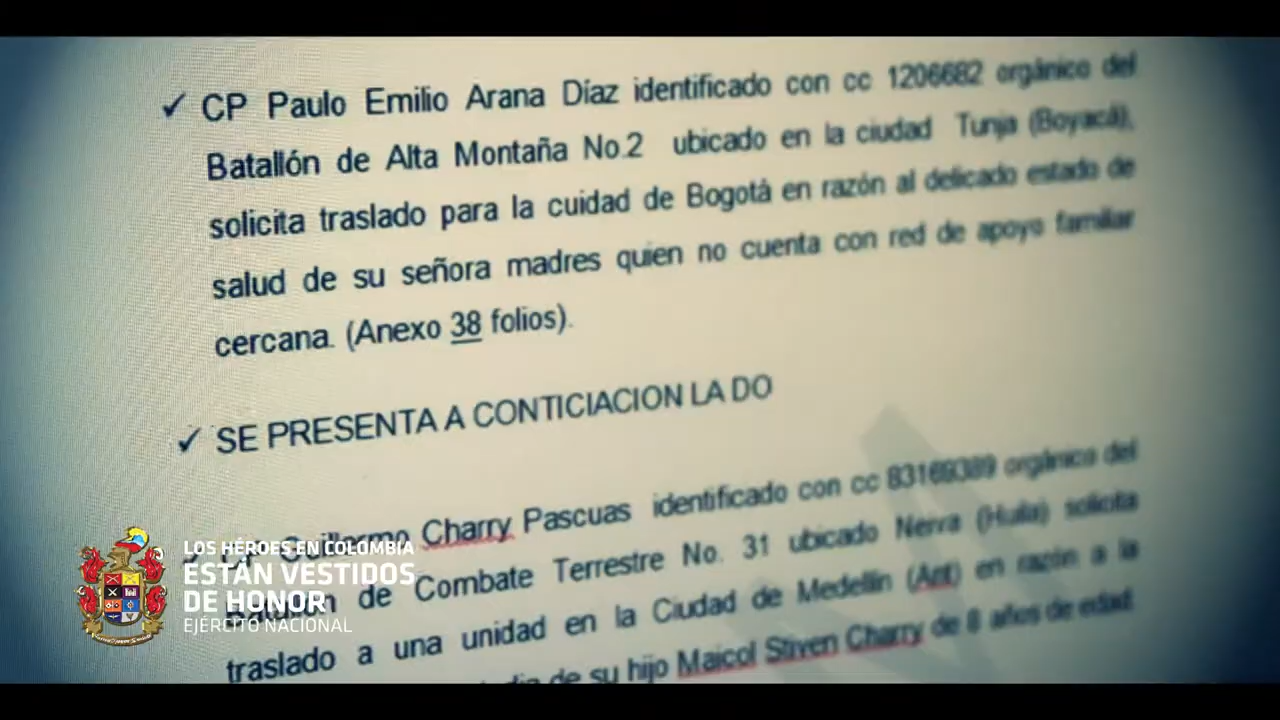 ✓ CP Paulo Emilio Arana Díaz identificado con cc 1206682 orgánico del
Batallón de Alta Montaña No.2 ubicado en la ciudad Tunja (Boyacá),
solicita traslado para la cuidad de Bogotá en razón al delicado estado de
salud de su señora madres quien no cuenta con red de apoyo familiar
cercana. (Anexo 38 folios).
✓ SE PRESENTA A CONTICIACION LA DO
Guillermo Charry Pascuas identificado con cc 83169389 orgánico del
Batallón de Combate Terrestre No. 31 ubicado Neiva (Huila) solicita
traslado a una unidad en la Ciudad de Medellín (Ant) en razón a la
de su hijo Maicol Stiven Charry de 8 años de edad
LOS HÉROES EN COLOMBIA
ESTÁN VESTIDOS
DE HONOR
EJÉRCITO NACIONAL